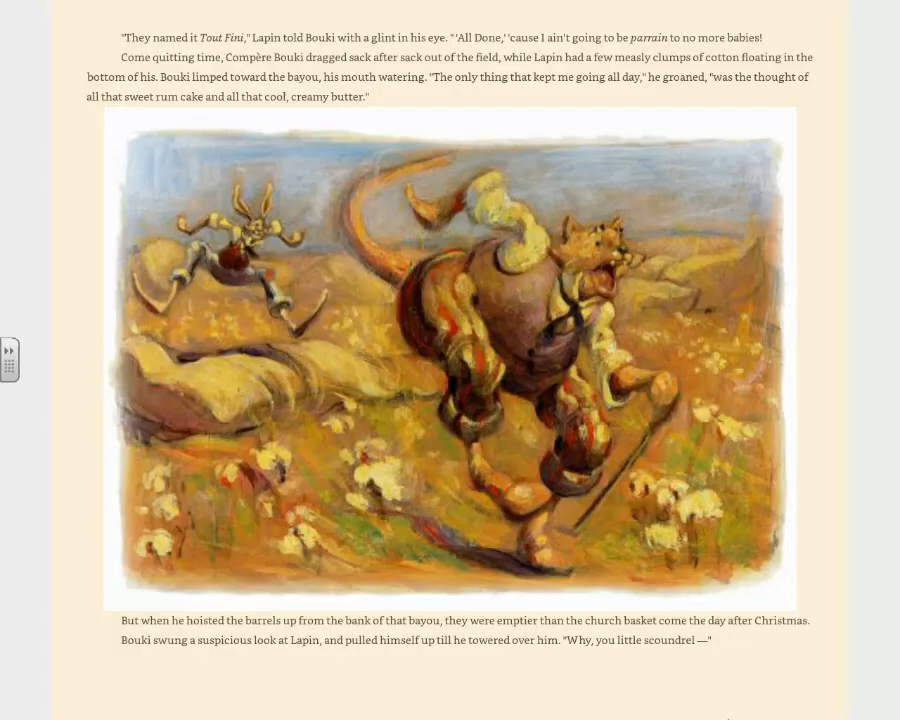 "They named it Tout Fini," Lapin told Bouki with a glint in his eye. " 'All Done,' 'cause I ain't going to be parrain to no more babies!
Come quitting time, Compère Bouki dragged sack after sack out of the field, while Lapin had a few measly clumps of cotton floating in the
bottom of his. Bouki limped toward the bayou, his mouth watering. "The only thing that kept me going all day," he groaned, "was the thought of
all that sweet rum cake and all that cool, creamy butter."
But when he hoisted the barrels up from the bank of that bayou, they were emptier than the church basket come the day after Christmas.
Bouki swung a suspicious look at Lapin, and pulled himself up till he towered over him. "Why, you little scoundrel —"